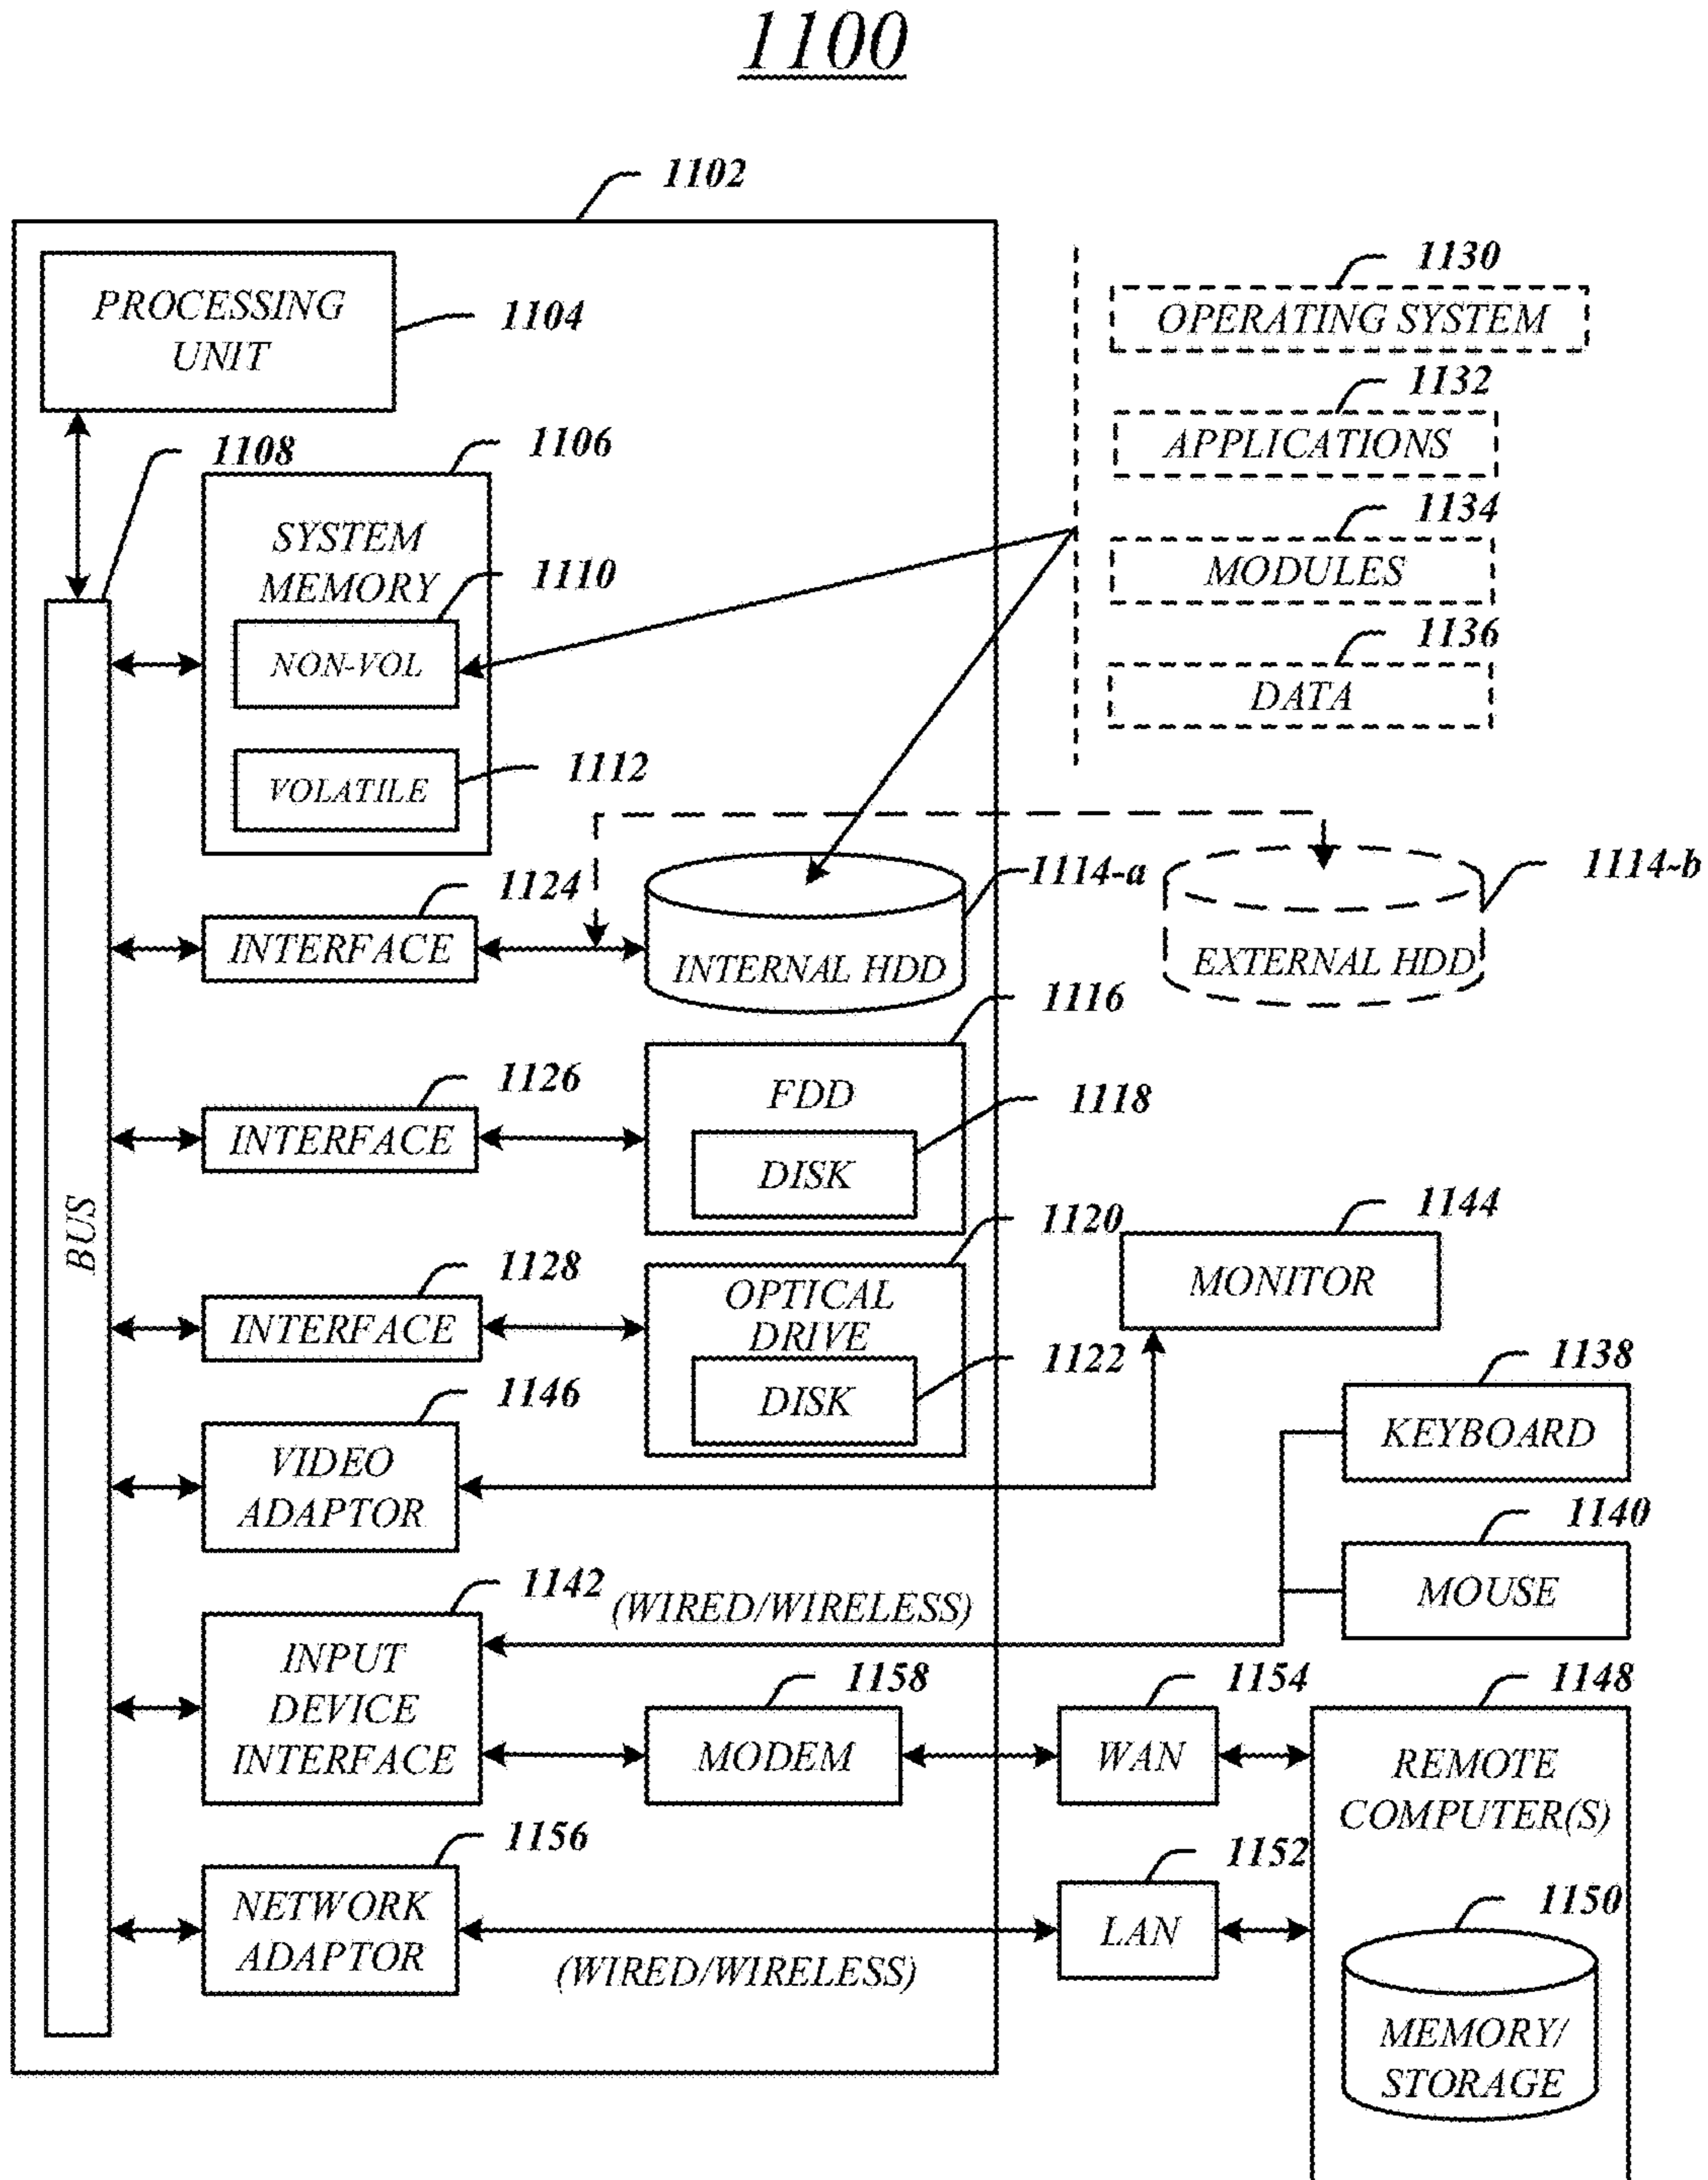 1100
1102
PROCESSING
UNIT
1104
1130
OPERATING SYSTEM
1132
APPLICATIONS
1134
MODULES
1136
DATA
1108
1106
SYSTEM
MEMORY
1110
NON-VOL
1112
VOLATILE
1124
INTERFACE
1114-a
INTERNAL HDD
1114-b
EXTERNAL HDD
1126
INTERFACE
1116
FDD
1118
DISK
BUS
1128
INTERFACE
1120
OPTICAL
DRIVE
1122
DISK
1144
MONITOR
1146
VIDEO
ADAPTOR
1138
KEYBOARD
1140
MOUSE
1142
INPUT
DEVICE
INTERFACE
(WIRED/WIRELESS)
1158
MODEM
1154
WAN
1148
REMOTE
COMPUTER(S)
1156
NETWORK
ADAPTOR
(WIRED/WIRELESS)
1152
LAN
1150
MEMORY/
STORAGE